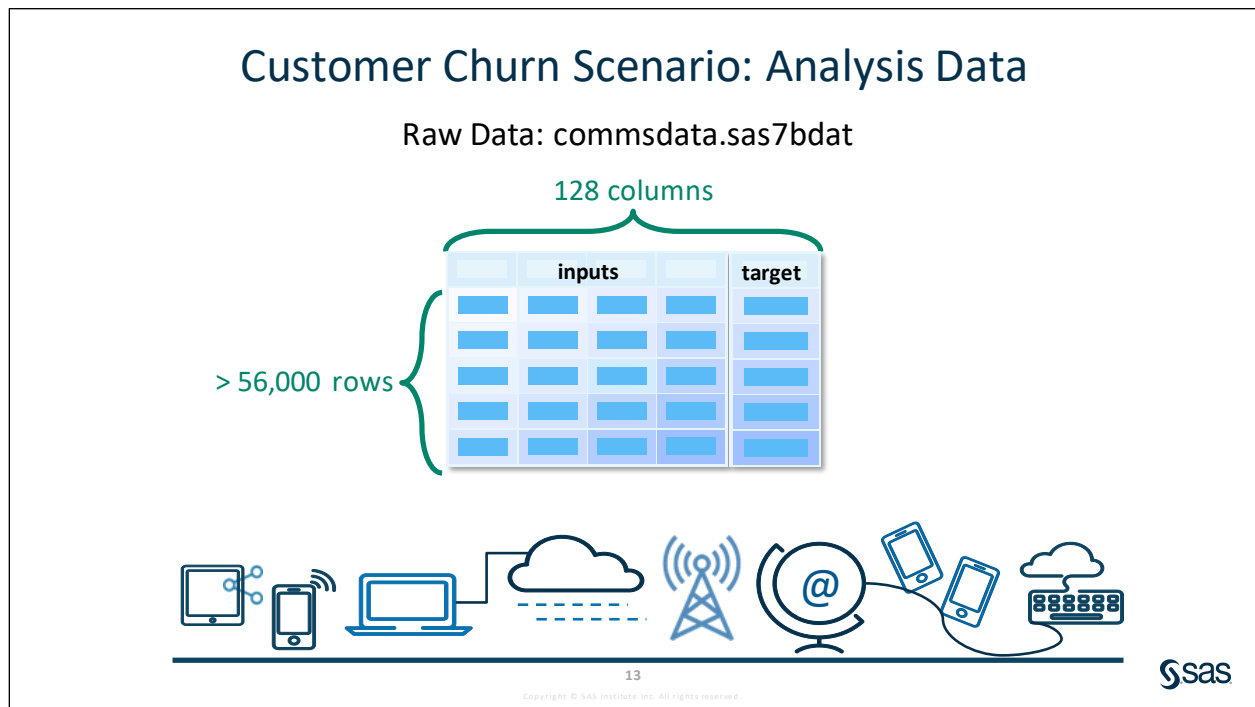 Customer Churn Scenario: Analysis Data
Raw Data: commsdata.sas7bdat
128 columns
inputs target
> 56,000 rows
@
13
Copyright © SAS Institute Inc. All rights reserved.
sas